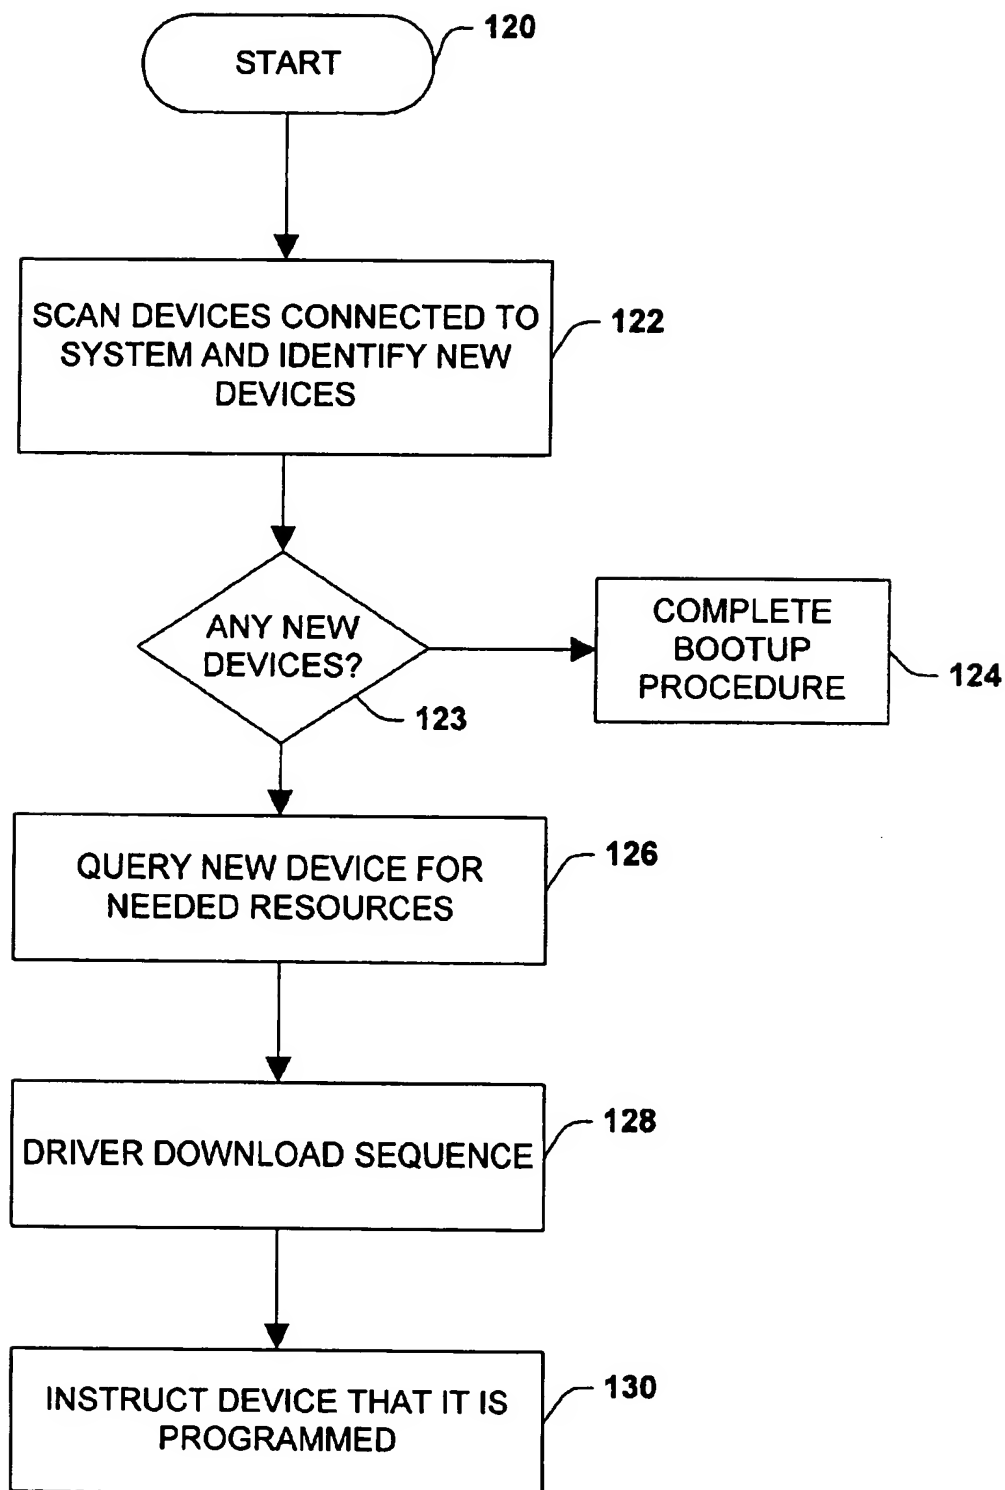 START
120
SCAN DEVICES CONNECTED TO
SYSTEM AND IDENTIFY NEW
DEVICES
122
ANY NEW
DEVICES?
123
COMPLETE
BOOTUP
PROCEDURE
124
QUERY NEW DEVICE FOR
NEEDED RESOURCES
126
DRIVER DOWNLOAD SEQUENCE
128
INSTRUCT DEVICE THAT IT IS
PROGRAMMED
130